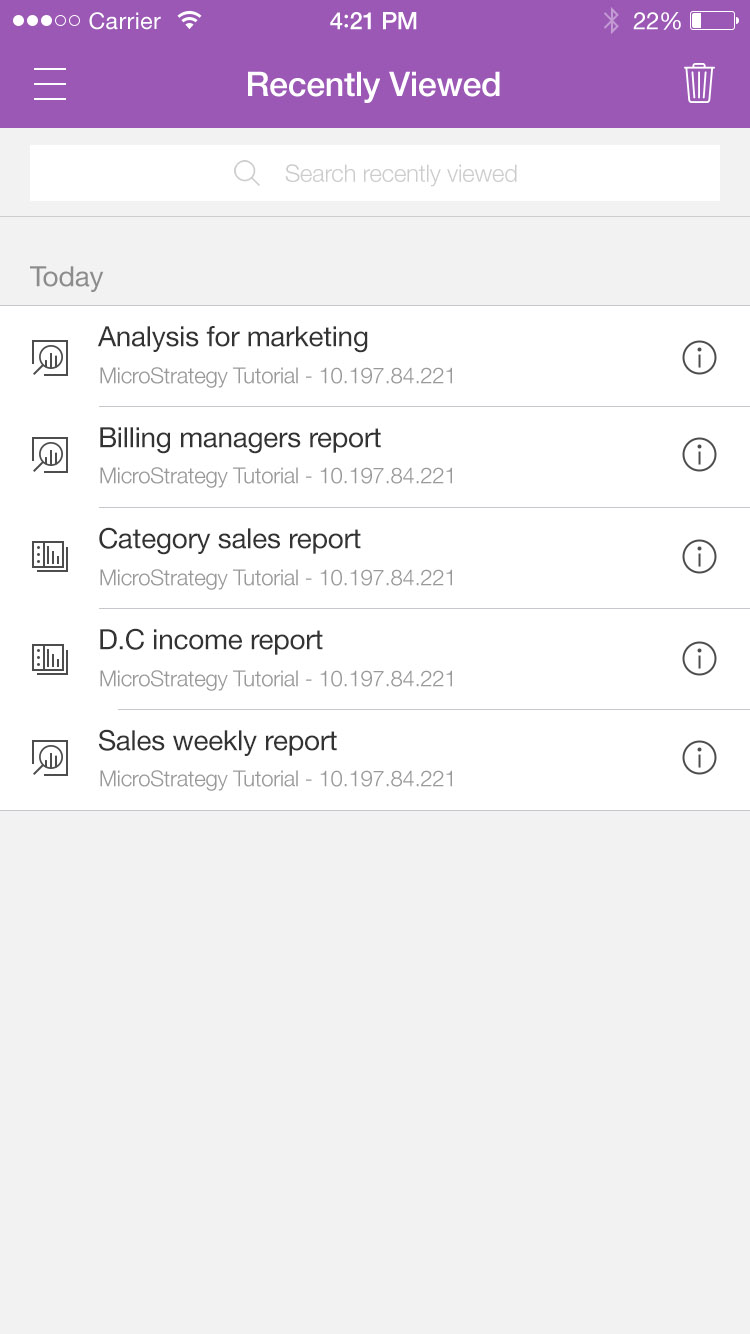 Carrier 4:21 PM 22%
Recently Viewed
Search recently viewed
Today
Analysis for marketing
MicroStrategy Tutorial - 10.197.84.221
Billing managers report
MicroStrategy Tutorial - 10.197.84.221
Category sales report
MicroStrategy Tutorial - 10.197.84.221
D.C income report
MicroStrategy Tutorial - 10.197.84.221
Sales weekly report
MicroStrategy Tutorial - 10.197.84.221